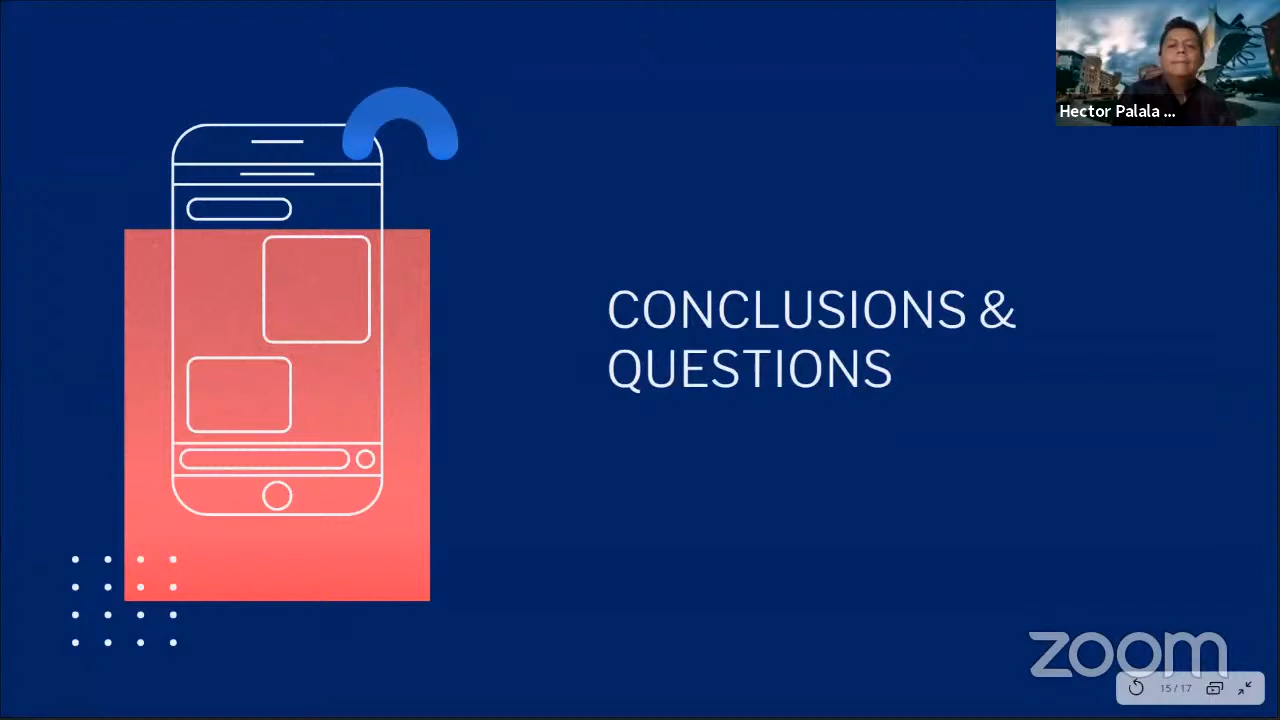 Hector Palala ...
CONCLUSIONS &
QUESTIONS
zoom
15 / 17